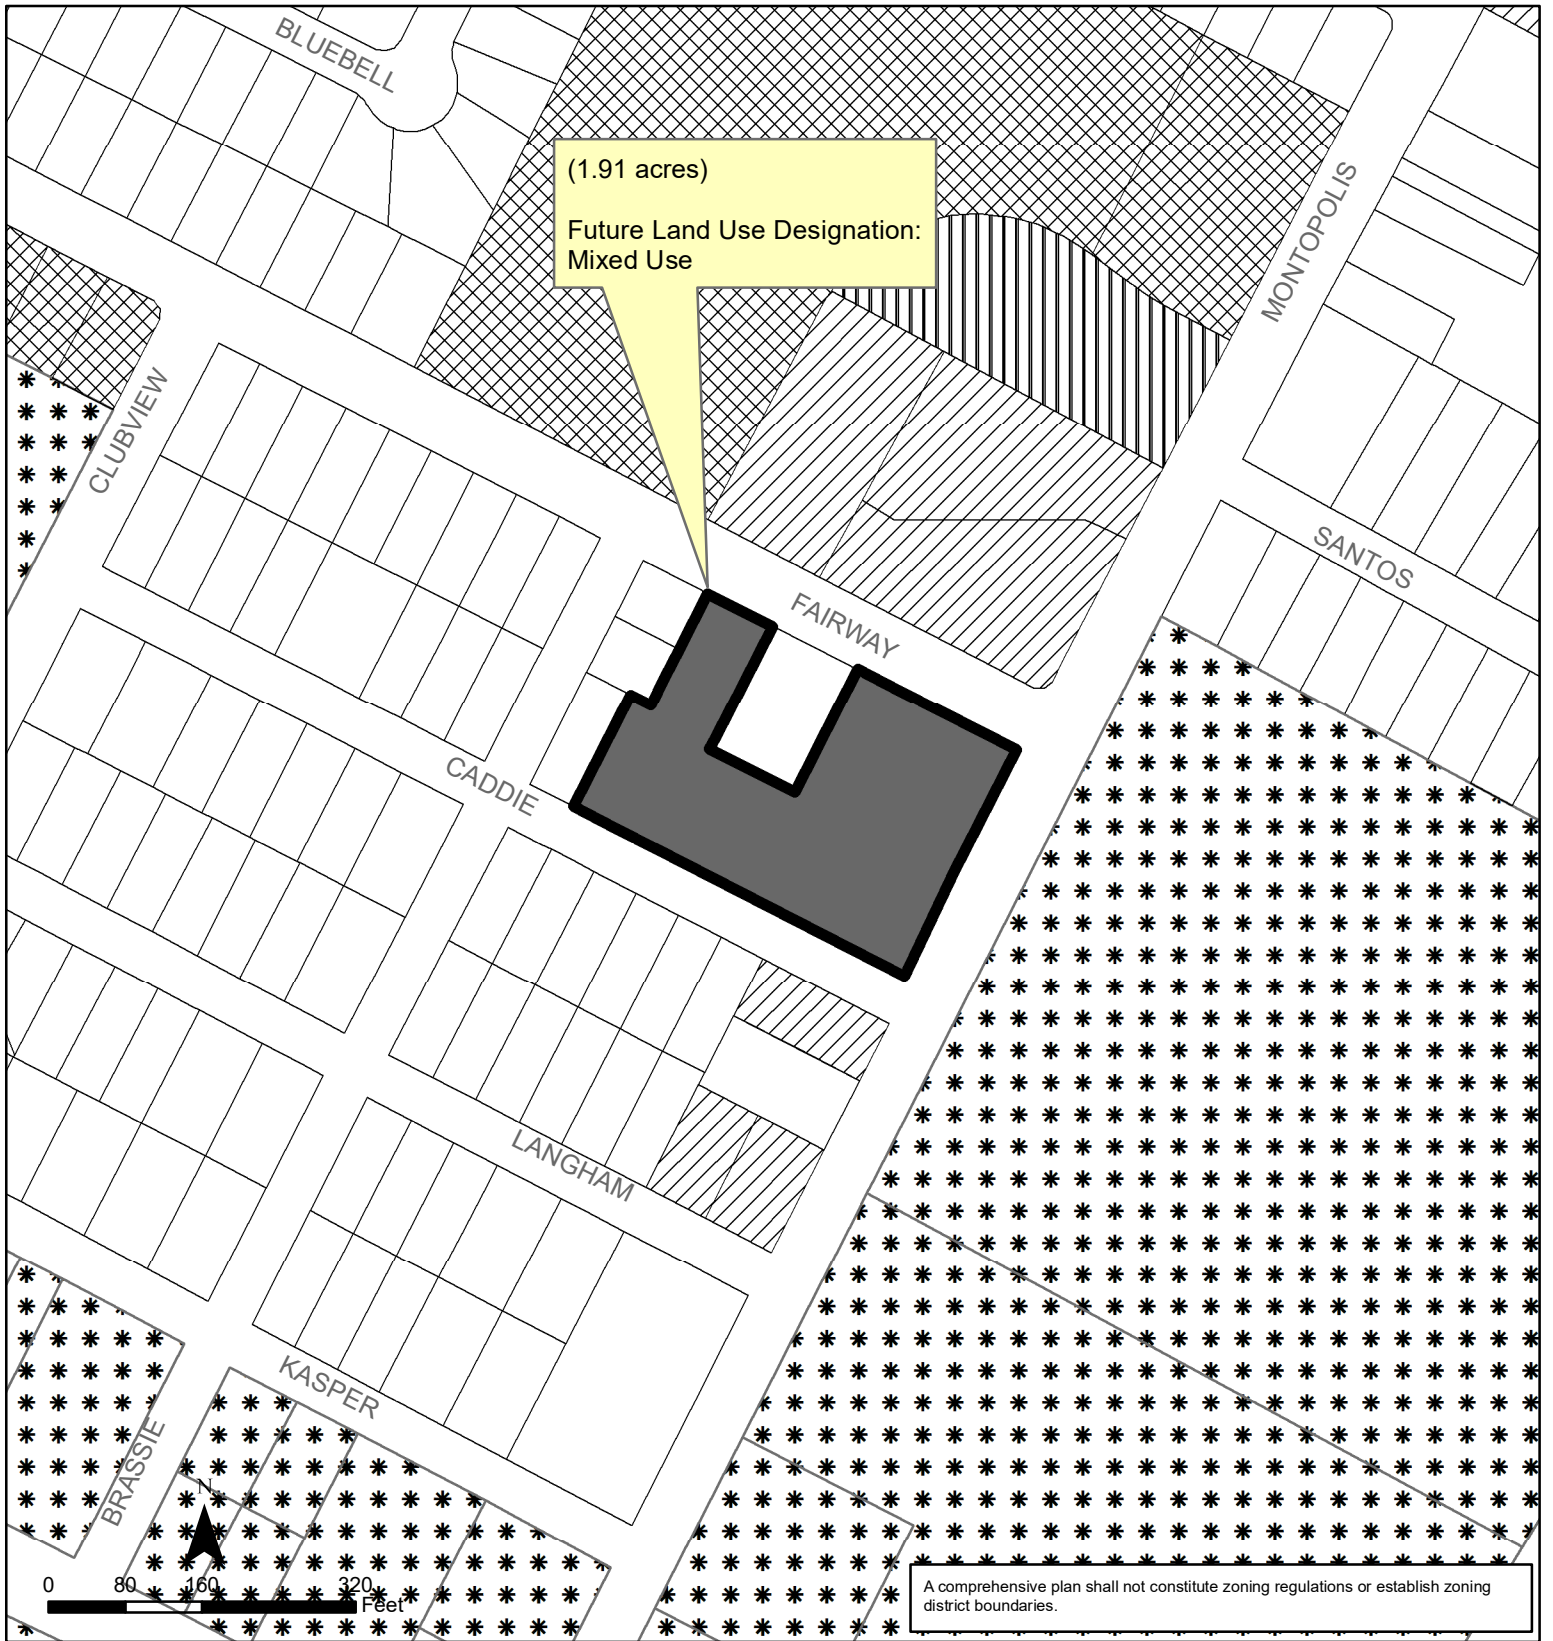 BLUEBELL
(1.91 acres)
Future Land Use Designation:
Mixed Use
MONTOPOLIS
CLUBVIEW
SANTOS
FAIRWAY
CADDIE
LANGHAM
KASPER
BRASSIE
N
0 80 160 320
Feet
A comprehensive plan shall not constitute zoning regulations or establish zoning
district boundaries.